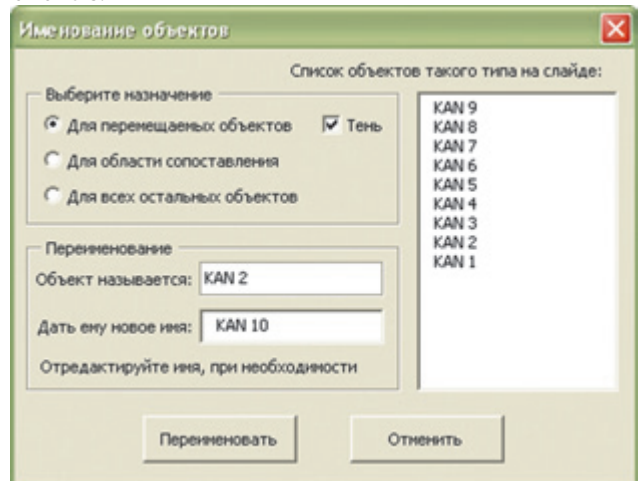 Именование объектов
Список объектов такого типа на слайде:
Выберите назначение
Для перемещаемых объектов
Тень
Для области сопоставления
Для всех остальных объектов
KAN 9
KAN 8
KAN 7
KAN 6
KAN 5
KAN 4
KAN 3
KAN 2
KAN 1
Переименование
Объект называется: KAN 2
Дать ему новое имя: KAN 10
Отредактируйте имя, при необходимости
Переименовать
Отменить